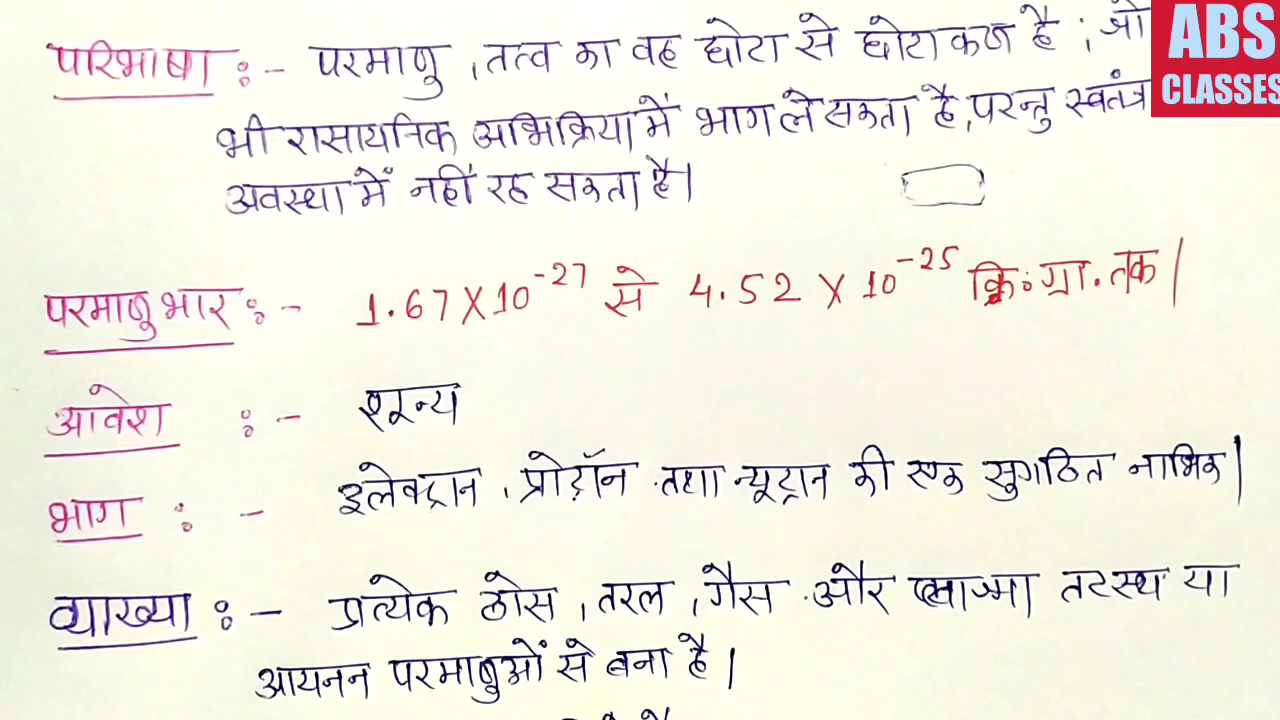 परिभाषा :- परमाणु, तत्व का वह छोटा से छोटा कण है; जो
ABS
CLASSES
भी रासायनिक अभिक्रिया में भाग ले सकता है, परन्तु स्वतंत्र
अवस्था में नहीं रह सकता है।
परमाणु भार :- 1.67 X 10⁻²⁷ से 4.52 X 10⁻²⁵ कि.ग्रा. तक।
आवेश :- शून्य
भाग :- इलेक्ट्रान, प्रोट्रॉन तथा न्यूट्रान की एक सुगठित नाभिक।
व्याख्या :- प्रत्येक ठोस, तरल, गैस और प्लाज्मा तटस्थ या
आयनन परमाणुओं से बना है।